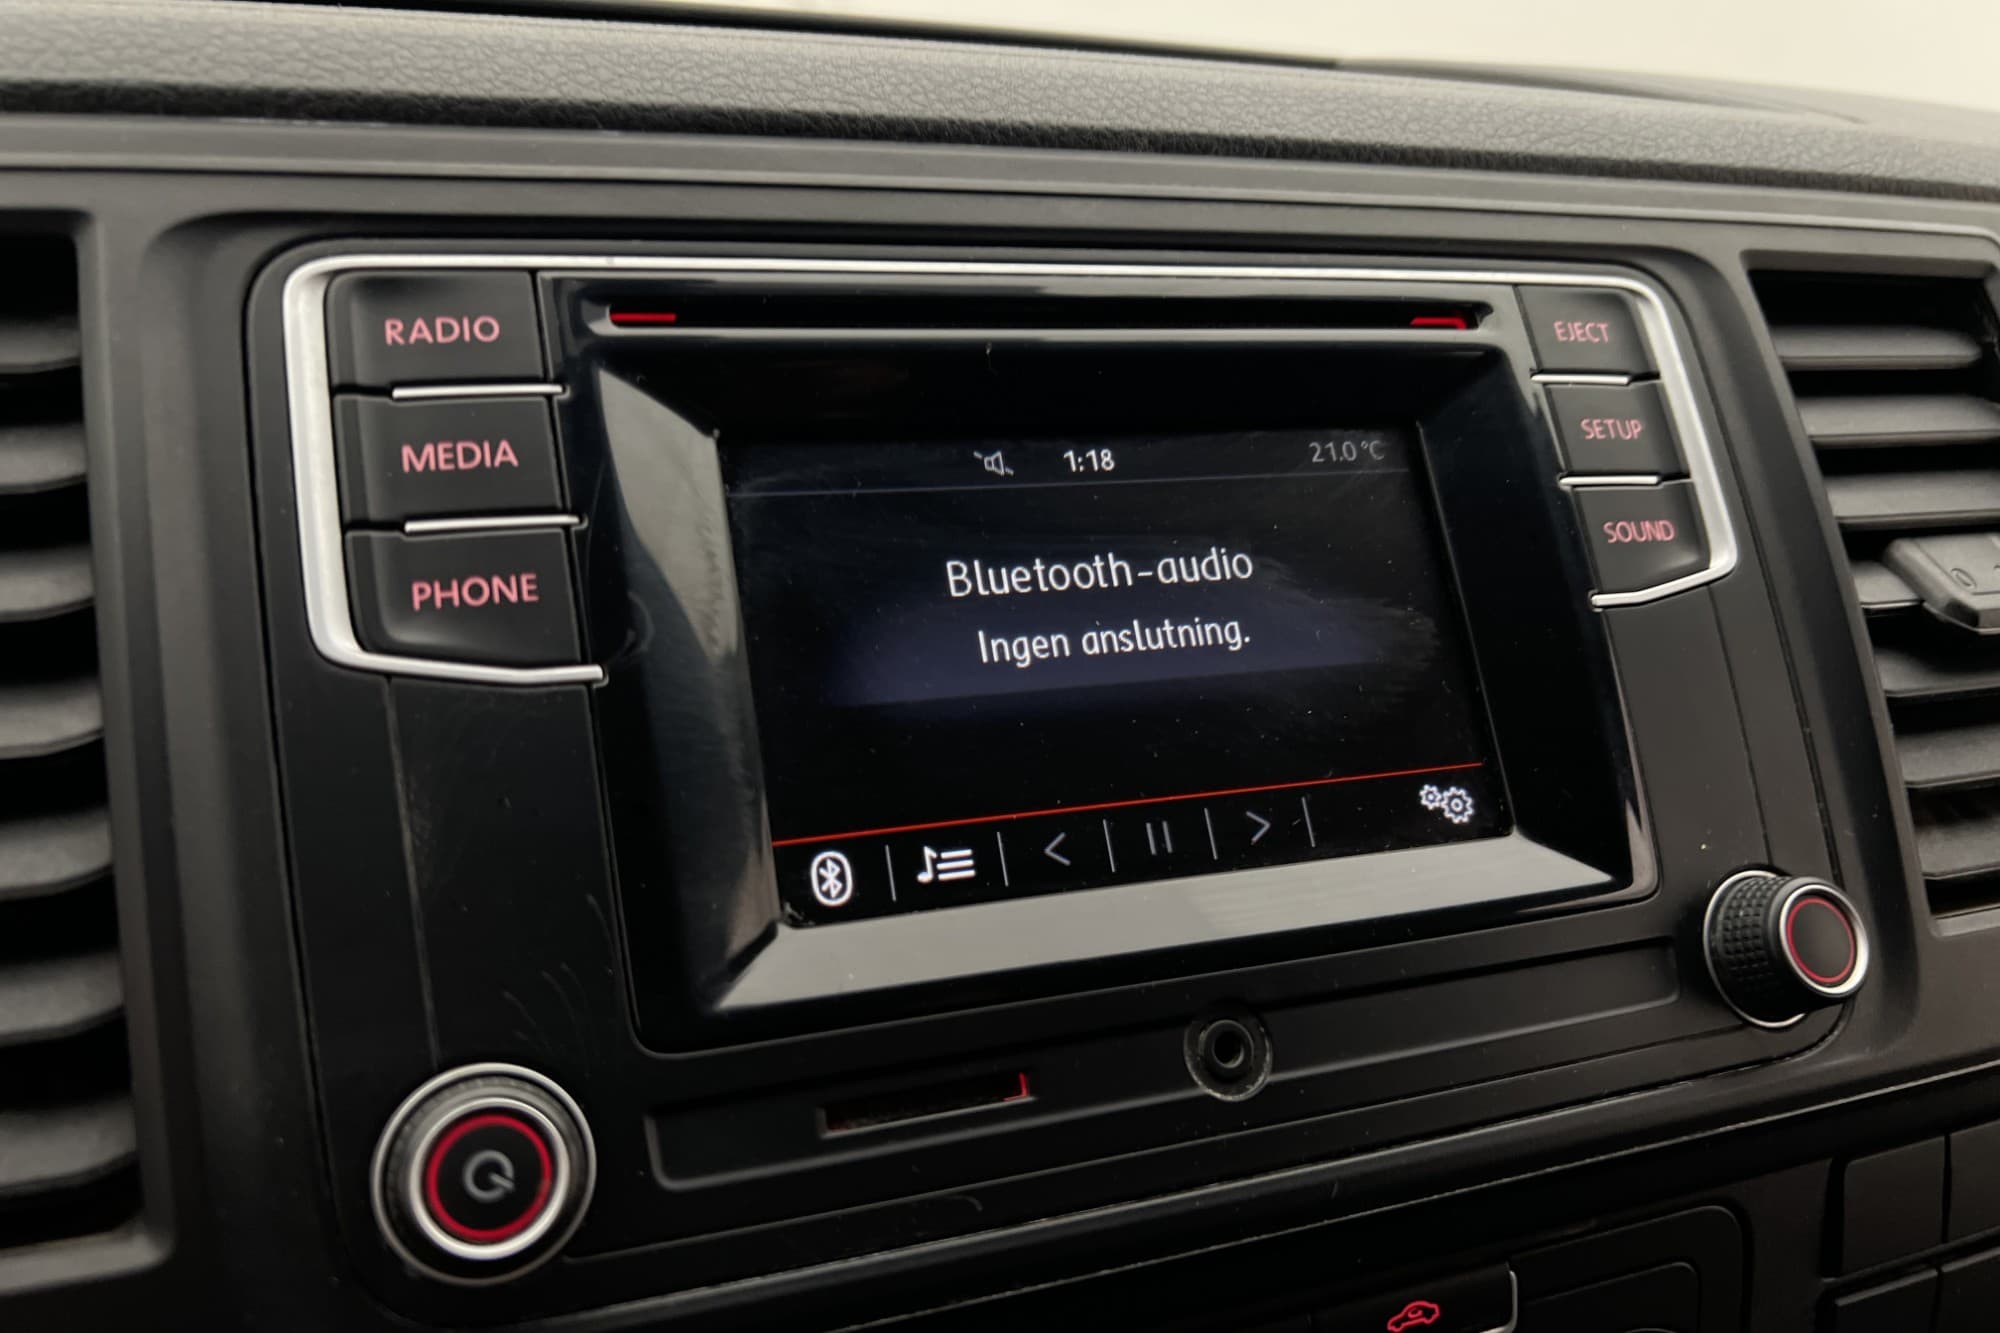 RADIO
MEDIA
PHONE
EJECT
SETUP
SOUND
1:18
21.0°C
Bluetooth-audio
Ingen anslutning.